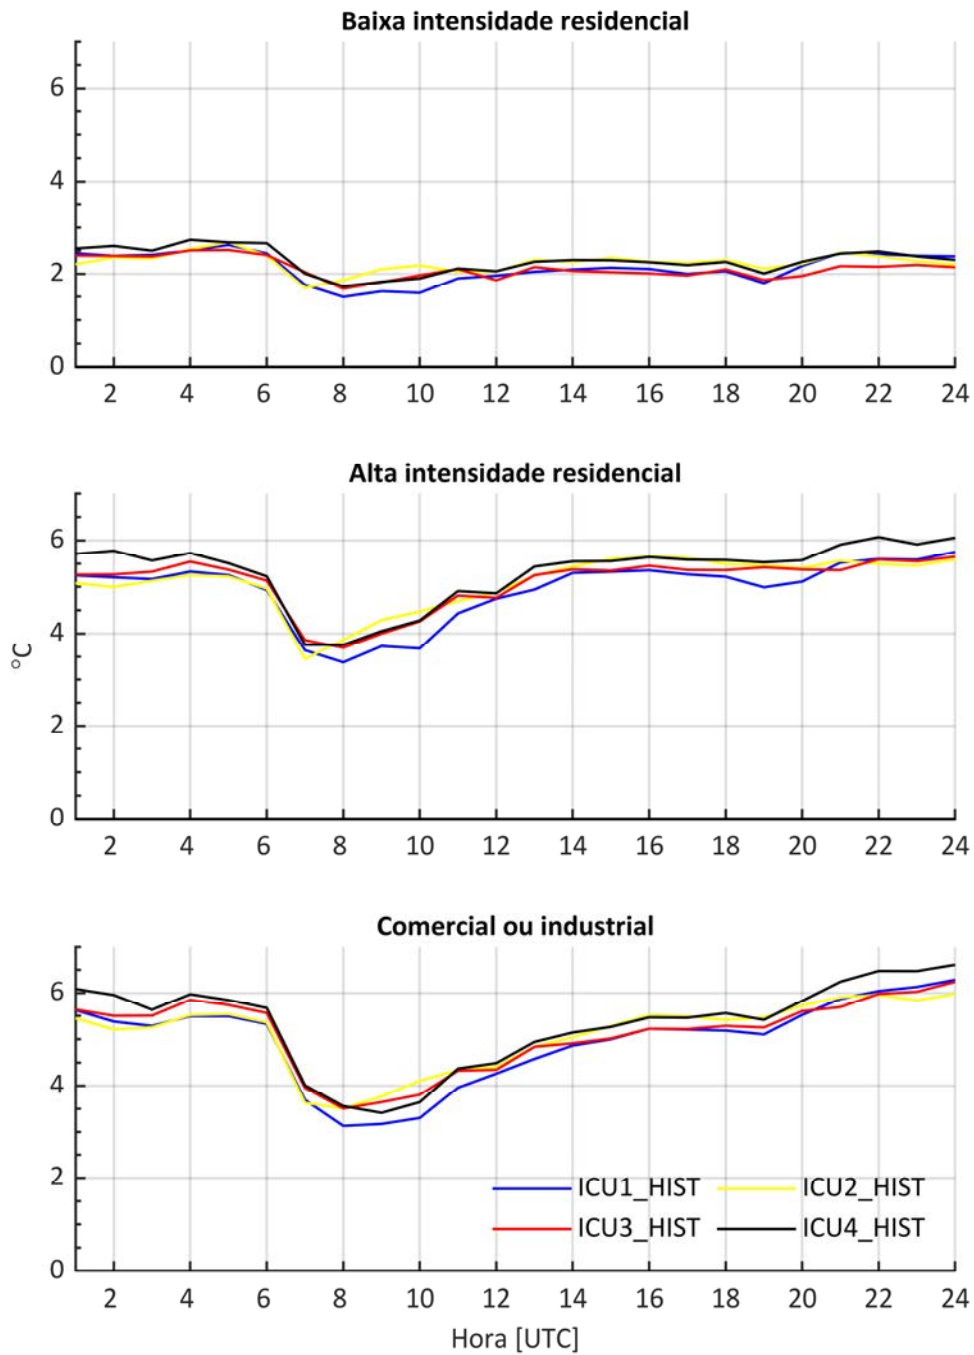 Baixa intensidade residencial
6
4
2
0
2 4 6 8 10 12 14 16 18 20 22 24
Alta intensidade residencial
6
4
2
0
2 4 6 8 10 12 14 16 18 20 22 24
°C
Comercial ou industrial
6
4
2
0
ICU1_HIST ICU2_HIST
ICU3_HIST ICU4_HIST
2 4 6 8 10 12 14 16 18 20 22 24
Hora [UTC]